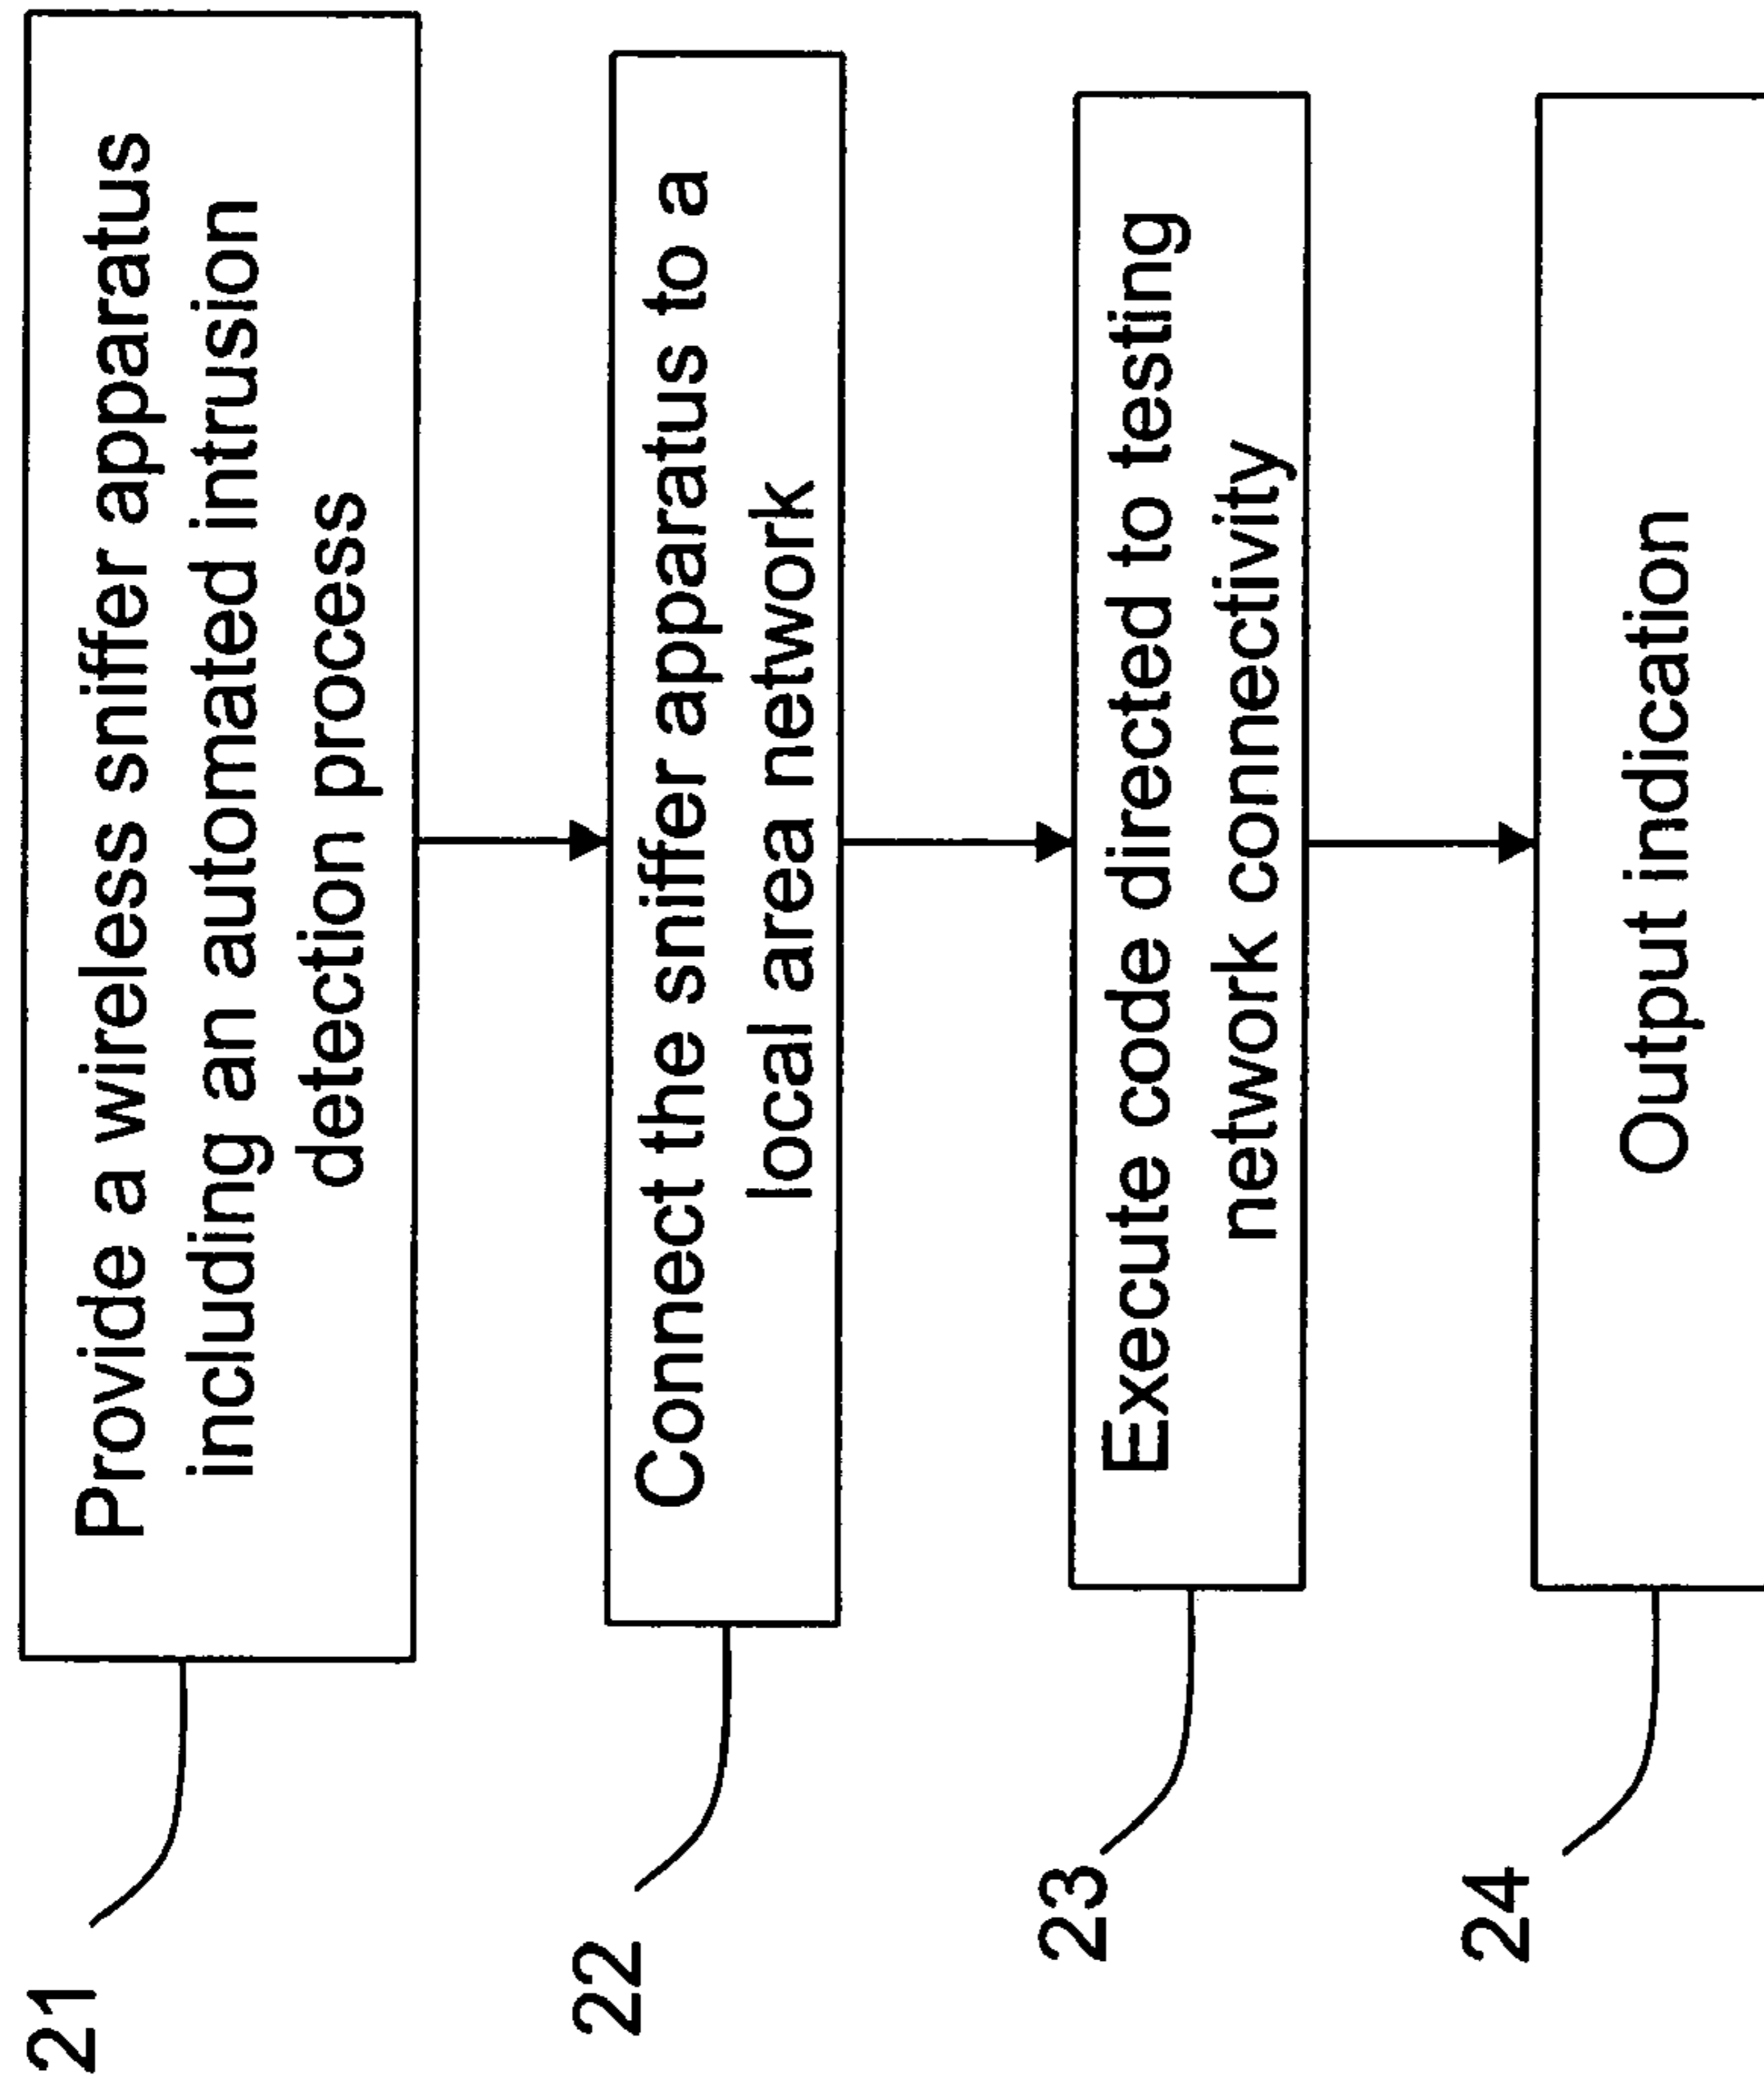 21
Provide a wireless sniffer apparatus
including an automated intrusion
detection process
22
Connect the sniffer apparatus to a
local area network
23
Execute code directed to testing
network connectivity
24
Output indication